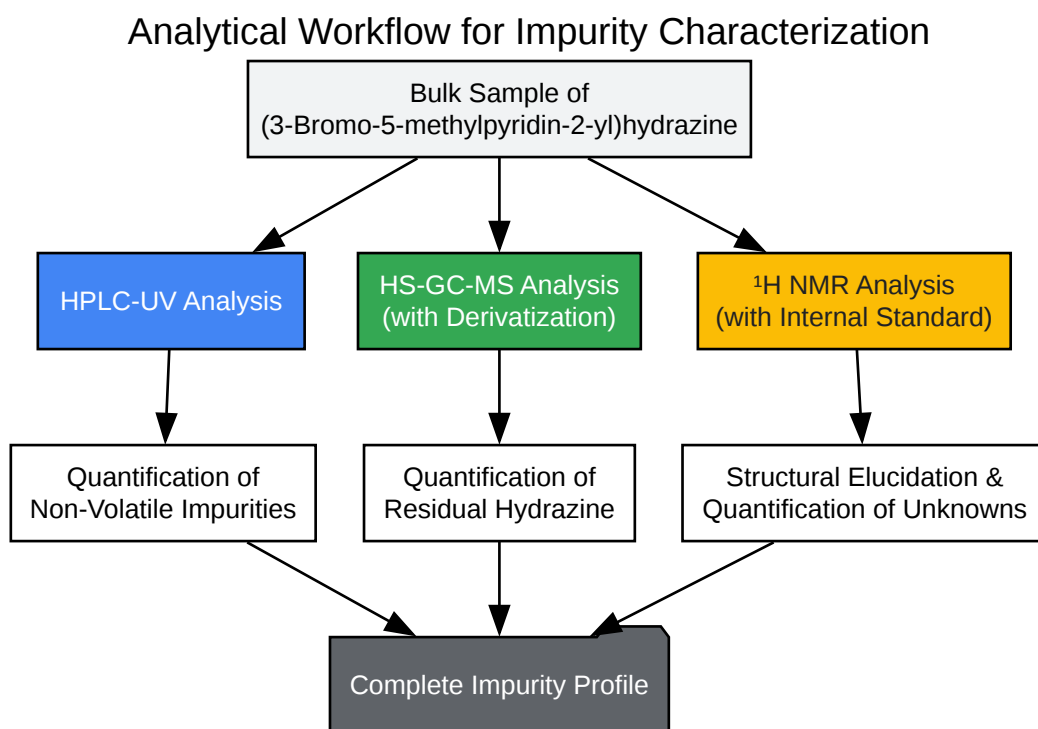 Analytical Workflow for Impurity Characterization
Bulk Sample of
(3-Bromo-5-methylpyridin-2-yl)hydrazine
HPLC-UV Analysis
HS-GC-MS Analysis
(with Derivatization)
¹H NMR Analysis
(with Internal Standard)
Quantification of
Non-Volatile Impurities
Quantification of
Residual Hydrazine
Structural Elucidation &
Quantification of Unknowns
Complete Impurity Profile